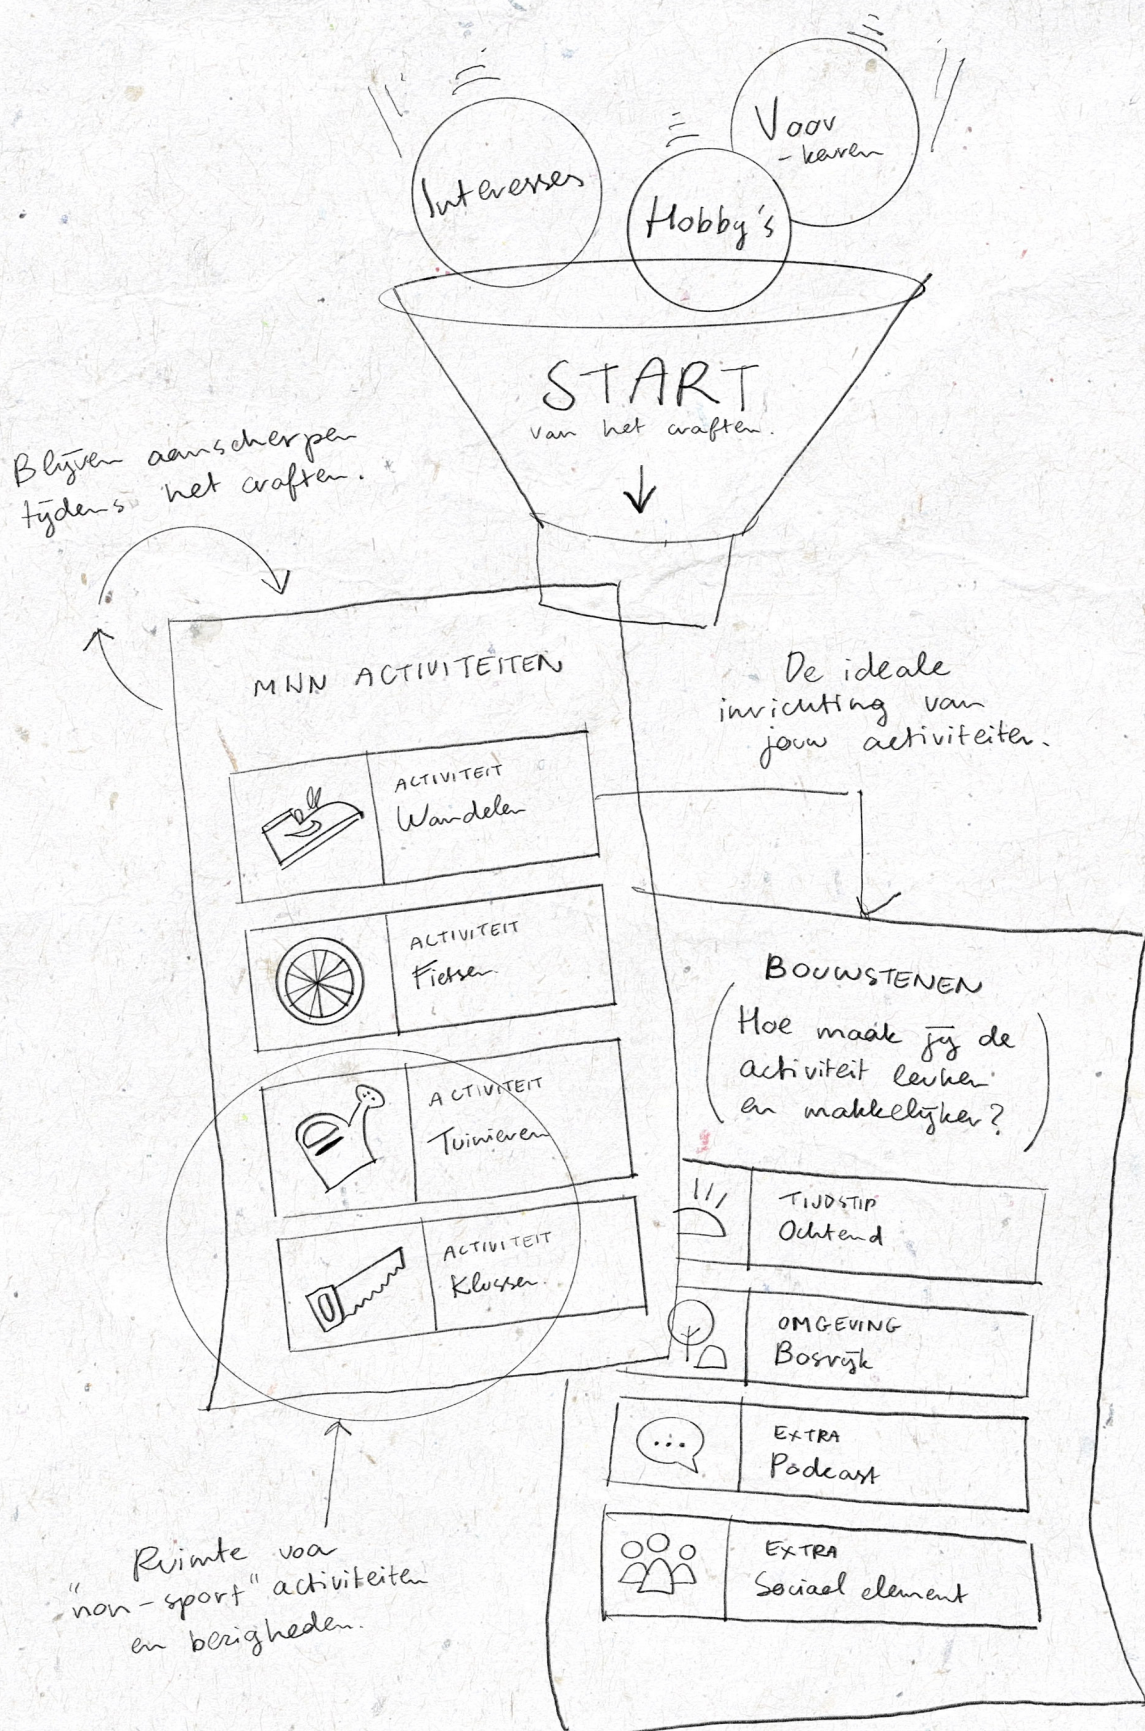 Interesses
Voor
-keuren
Hobby's
START
van het craften.
Blijven aanscherpen
tijdens het craften.
MIJN ACTIVITEITEN
ACTIVITEIT
Wandelen
ACTIVITEIT
Fietsen
ACTIVITEIT
Tuinieren
ACTIVITEIT
Klussen
De ideale
inrichting van
jouw activiteiten.
BOUWSTENEN
(Hoe maak jij de
activiteit leuker
en makkelijker?)
TIJDSTIP
Ochtend
OMGEVING
Bosrijk
EXTRA
Podcast
EXTRA
Sociaal element
Ruimte voor
"non-sport" activiteiten
en bezigheden.